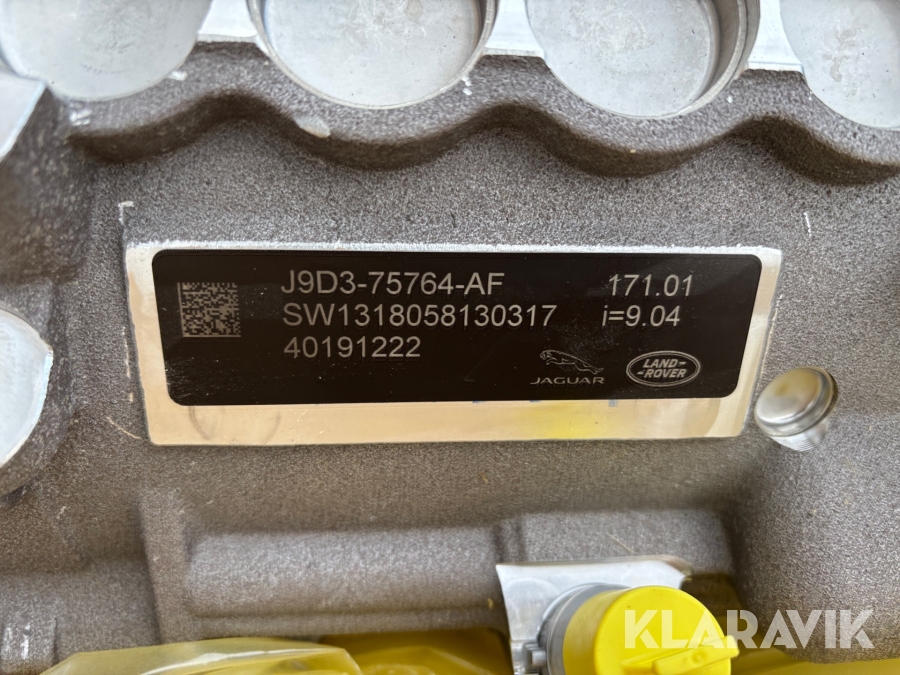 J9D3-75764-AF 171.01
SW1318058130317 i=9.04
40191222
JAGUAR
LAND-
-ROVER
KLARAVIK